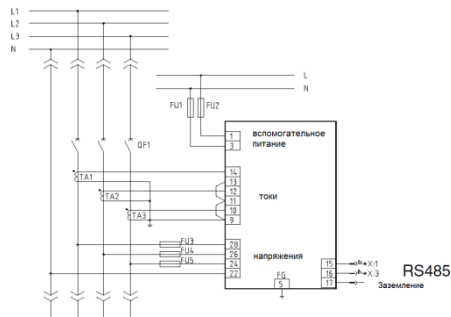 L1
L2
L3
N
L
N
FU1 FU2
QF1
1 вспомогательное
3 питание
TA1
TA2
TA3
14
13
12
11
10
9
токи
FU3
FU4
FU5
28
26
24
22
напряжения
FG
5
15 X:1
16 X:3
17
RS485
Заземление